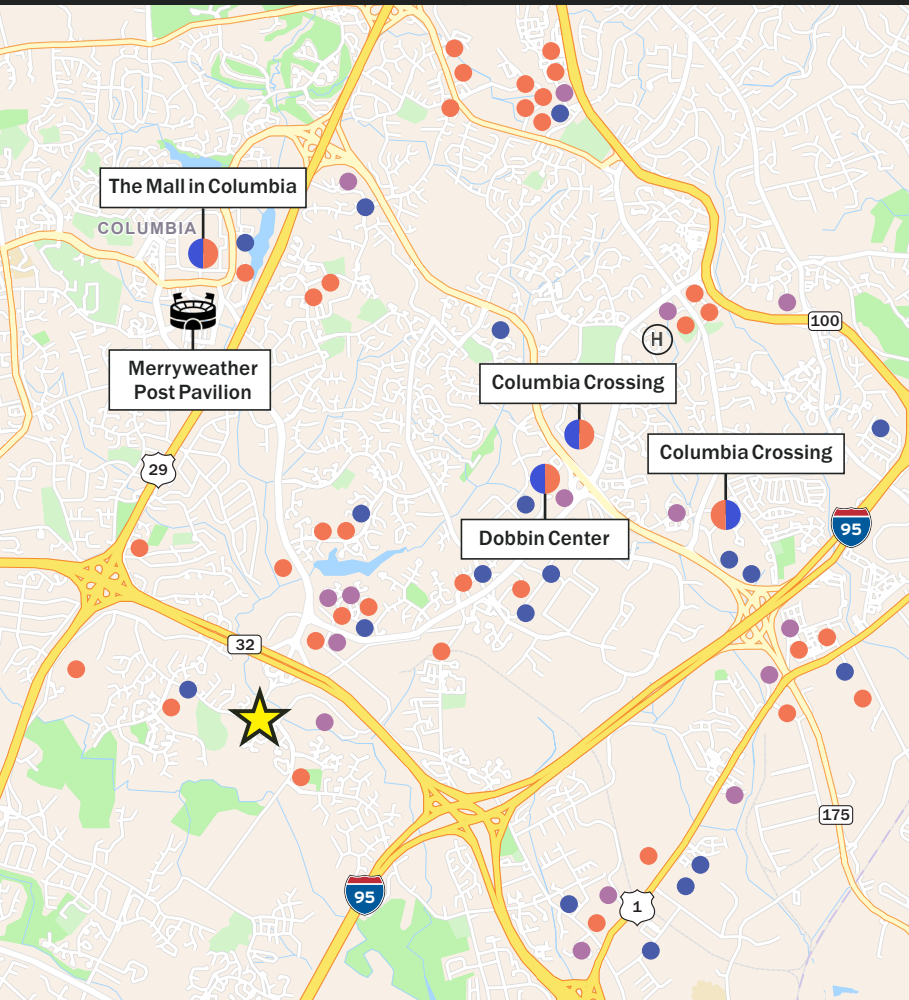 The Mall in Columbia
COLUMBIA
Merryweather
Post Pavilion
100
H
Columbia Crossing
Columbia Crossing
29
95
Dobbin Center
32
175
95
1